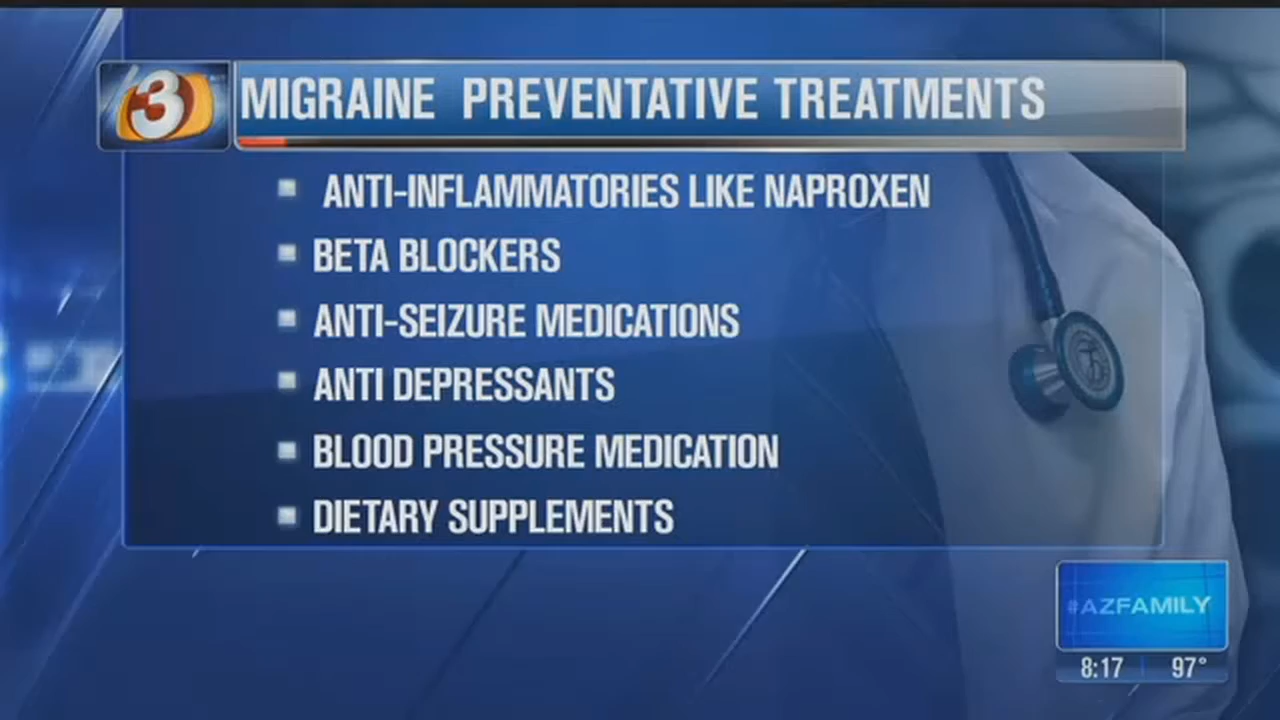 3
MIGRAINE PREVENTATIVE TREATMENTS
ANTI-INFLAMMATORIES LIKE NAPROXEN
BETA BLOCKERS
ANTI-SEIZURE MEDICATIONS
ANTI DEPRESSANTS
BLOOD PRESSURE MEDICATION
DIETARY SUPPLEMENTS
#AZFAMILY
8:17 97°